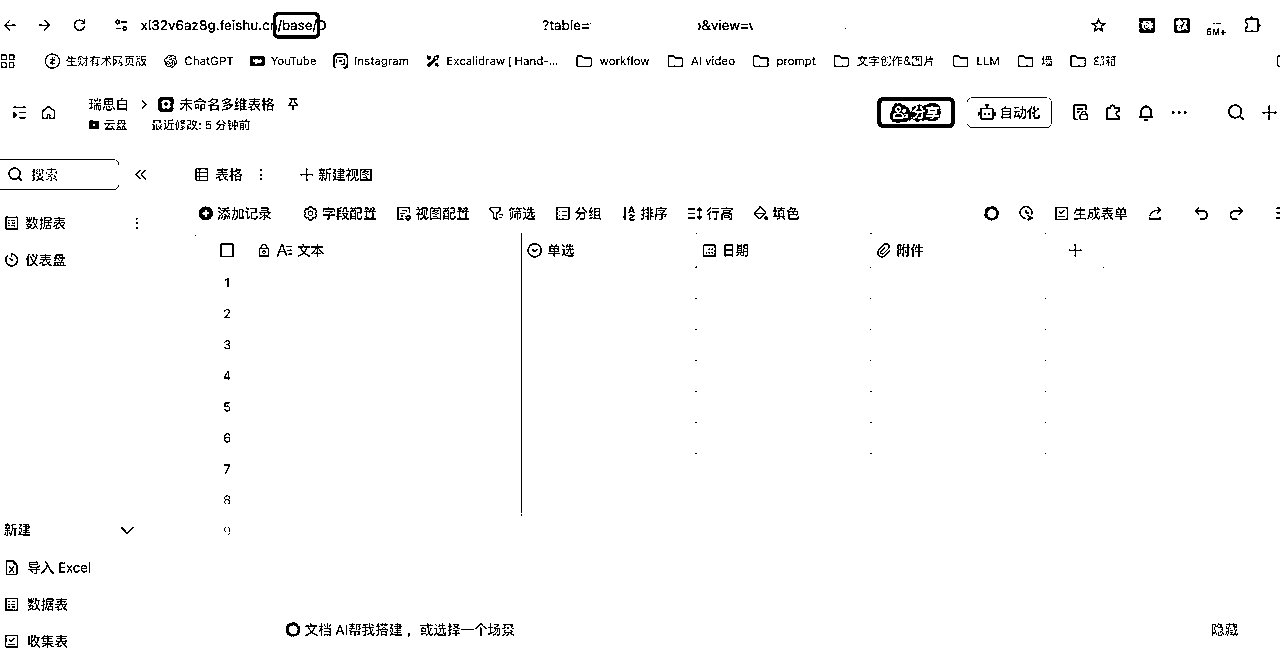 xl32v6az8g.feishu.cn/base/D ?table= &view=
6M+
生财有术网页版 ChatGPT YouTube Instagram Excalidraw | Hand-... workflow AI video prompt 文字创作&图片 LLM 墙 邮箱
瑞思白 未命名多维表格
云盘 最近修改: 5 分钟前
分享 自动化
搜索 表格 新建视图
添加记录 字段配置 视图配置 筛选 分组 排序 行高 填色 生成表单
数据表
仪表盘
文本 单选 日期 附件
1
2
3
4
5
6
7
8
9
新建
导入 Excel
数据表
收集表
文档 AI帮我搭建 ，或选择一个场景 隐藏